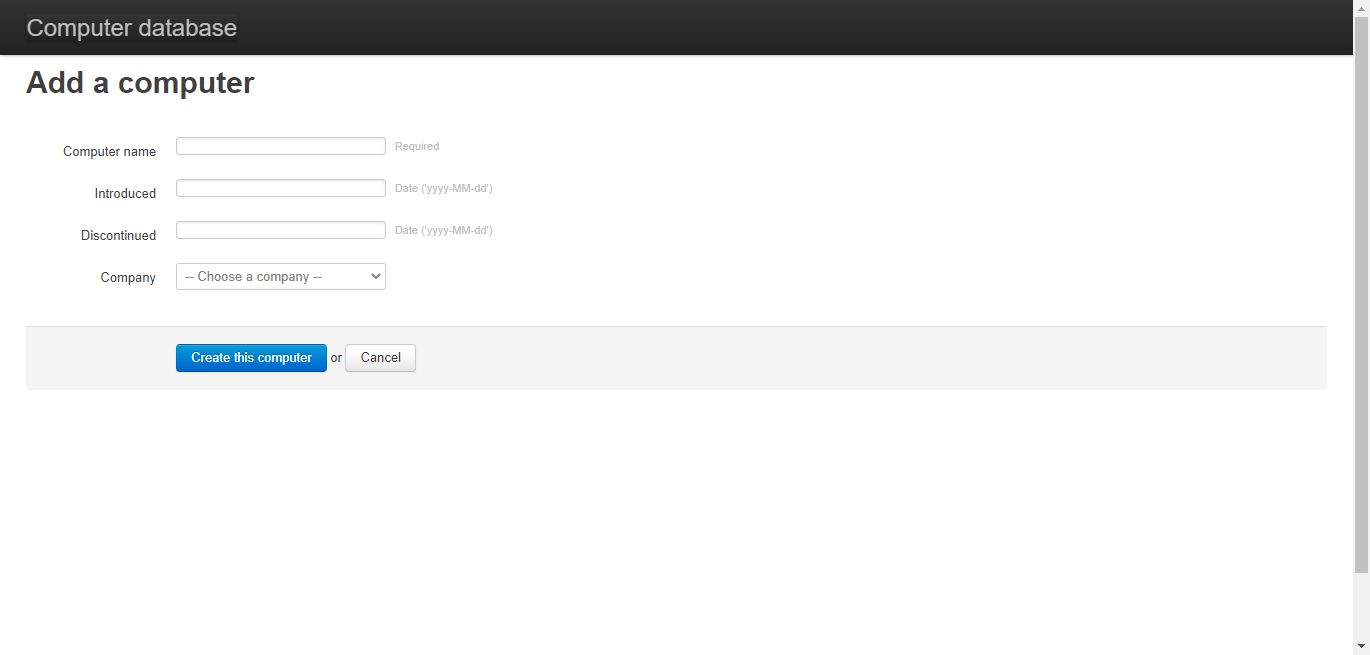 Computer database
Add a computer
Computer name Required
Introduced Date ('yyyy-MM-dd')
Discontinued Date ('yyyy-MM-dd')
Company -- Choose a company --
Create this computer or Cancel